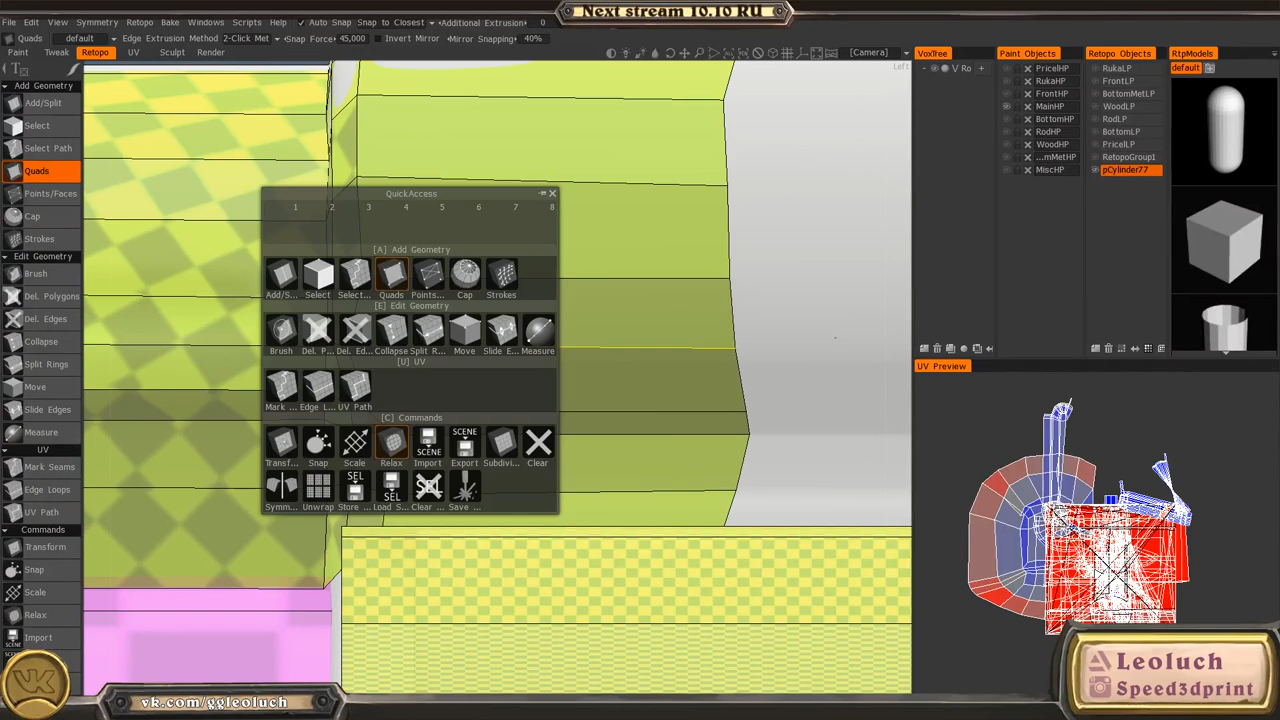 Next stream 10.10 RU
File Edit View Symmetry Retopo Bake Windows Scripts Help ✓ Auto Snap Snap to Closest Additional Extrusion 0
Quads default Edge Extrusion Method 2-Click Met Snap Force 45,000 Invert Mirror Mirror Snapping 40%
Paint Tweak Retopo UV Sculpt Render [Camera]
Left
Add Geometry
Add/Split
Select
Select Path
Quads
Points/Faces
Cap
Strokes
Edit Geometry
Brush
Del. Polygons
Del. Edges
Collapse
Split Rings
Move
Slide Edges
Measure
UV
Mark Seams
Edge Loops
UV Path
Commands
Transform
Snap
Scale
Relax
Import
QuickAccess
1 2 3 4 5 6 7 8
[A] Add Geometry
Add/S... Select Select... Quads Points... Cap Strokes
[E] Edit Geometry
Brush Del. P... Del. Ed... Collapse Split R... Move Slide E... Measure
[U] UV
Mark ... Edge L... UV Path
[C] Commands
SCENE SCENE
Transf... Snap Scale Relax Import Export Subdivi... Clear
SEL SEL
Symm... Unwrap Store ... Load S... Clear ... Save ...
VoxTree
V Ro +
Paint Objects
PricelHP
RukaHP
FrontHP
MainHP
BottomHP
RodHP
WoodHP
...mMetHP
MiscHP
Retopo Objects
RukaLP
FrontLP
BottomMetLP
WoodLP
RodLP
BottomLP
PricelLP
RetopoGroup1
pCylinder77
RtpModels
default
UV Preview
Leoluch
Speed3dprint
vk.com/ggleoluch